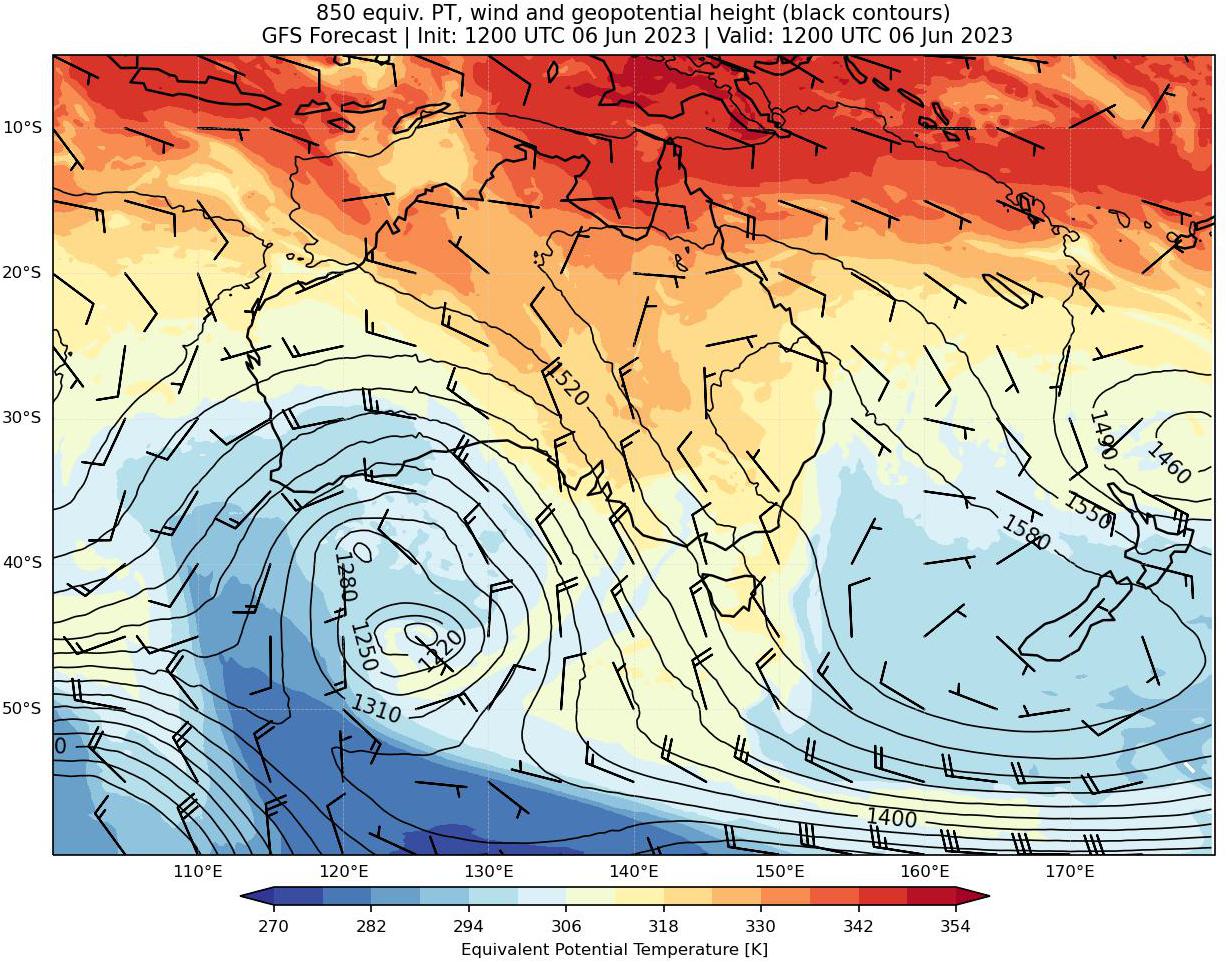 850 equiv. PT, wind and geopotential height (black contours)
GFS Forecast | Init: 1200 UTC 06 Jun 2023 | Valid: 1200 UTC 06 Jun 2023
10°S
20°S
30°S
40°S
50°S
1520
1490
1460
1550
1580
1280
1250
1220
1310
0
1400
110°E 120°E 130°E 140°E 150°E 160°E 170°E
270 282 294 306 318 330 342 354
Equivalent Potential Temperature [K]